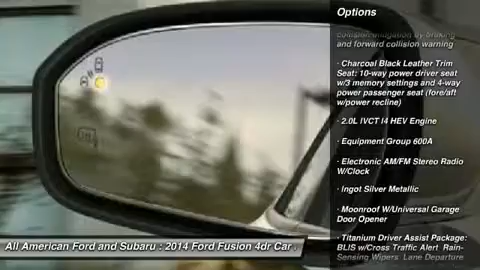 Options
collision mitigation by braking
and forward collision warning
· Charcoal Black Leather Trim
Seat: 10-way power driver seat
w/3 memory settings and 4-way
power passenger seat (fore/aft
w/power recline)
· 2.0L IVCT I4 HEV Engine
· Equipment Group 600A
· Electronic AM/FM Stereo Radio
W/Clock
· Ingot Silver Metallic
· Moonroof W/Universal Garage
Door Opener
· Titanium Driver Assist Package:
BLIS w/Cross Traffic Alert Rain-
Sensing Wipers Lane Departure
All American Ford and Subaru : 2014 Ford Fusion 4dr Car .